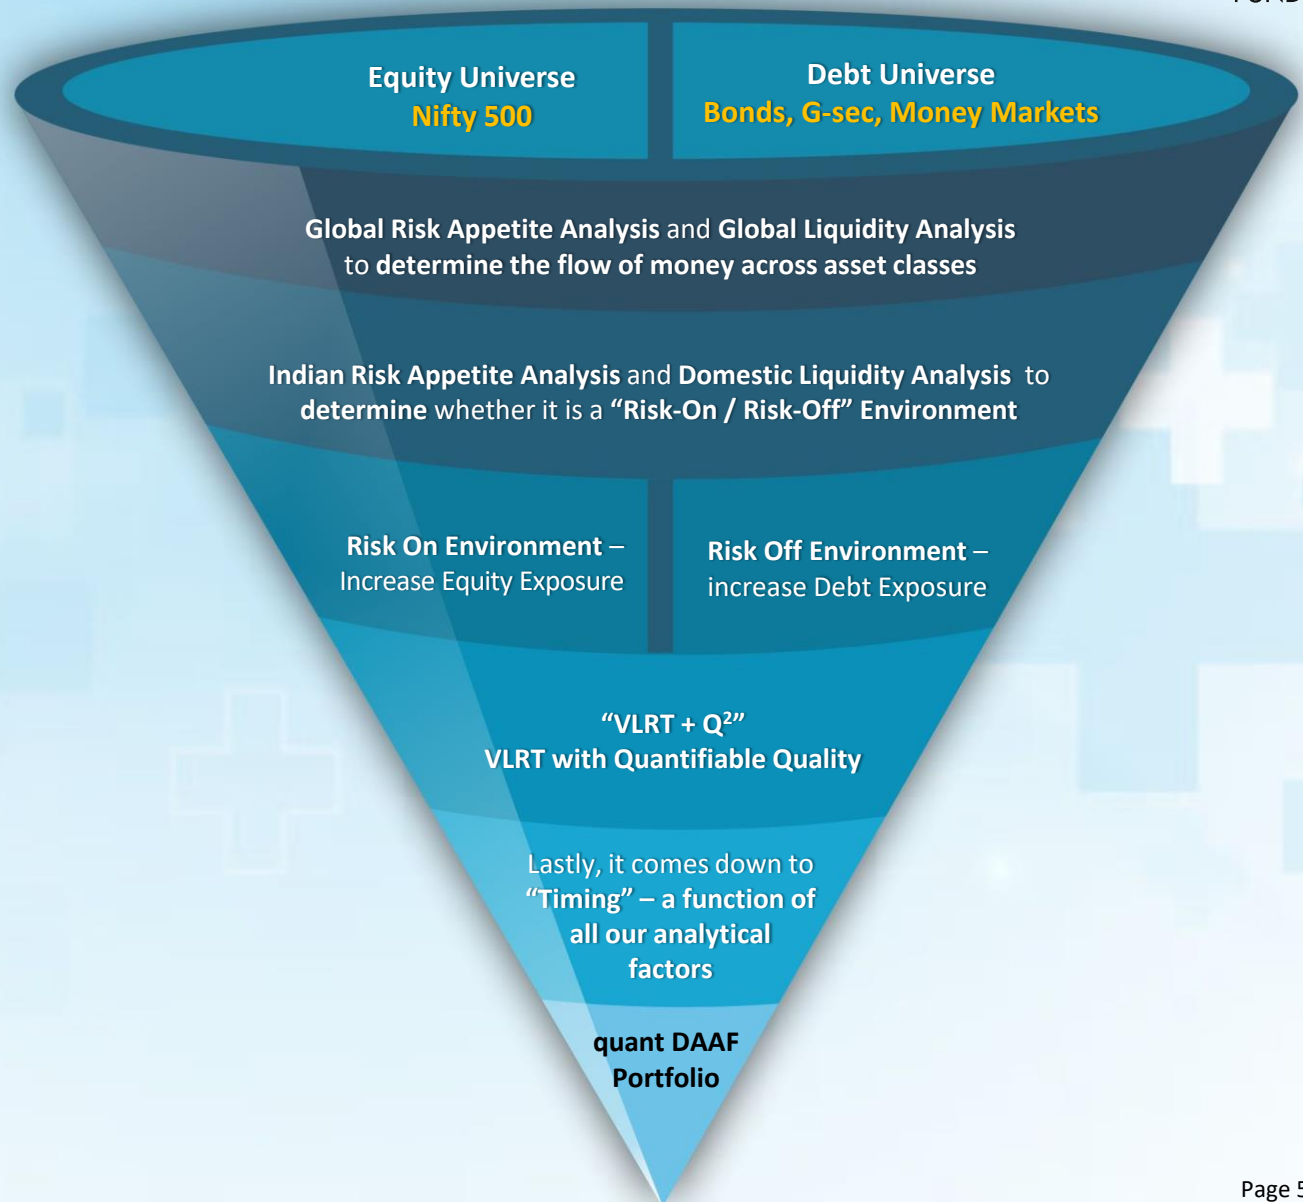 FUND
Equity Universe
Nifty 500
Debt Universe
Bonds, G-sec, Money Markets
Global Risk Appetite Analysis and Global Liquidity Analysis
to determine the flow of money across asset classes
Indian Risk Appetite Analysis and Domestic Liquidity Analysis to
determine whether it is a “Risk-On / Risk-Off” Environment
Risk On Environment –
Increase Equity Exposure
Risk Off Environment –
increase Debt Exposure
“VLRT + Q²”
VLRT with Quantifiable Quality
Lastly, it comes down to
“Timing” – a function of
all our analytical
factors
quant DAAF
Portfolio
Page 5